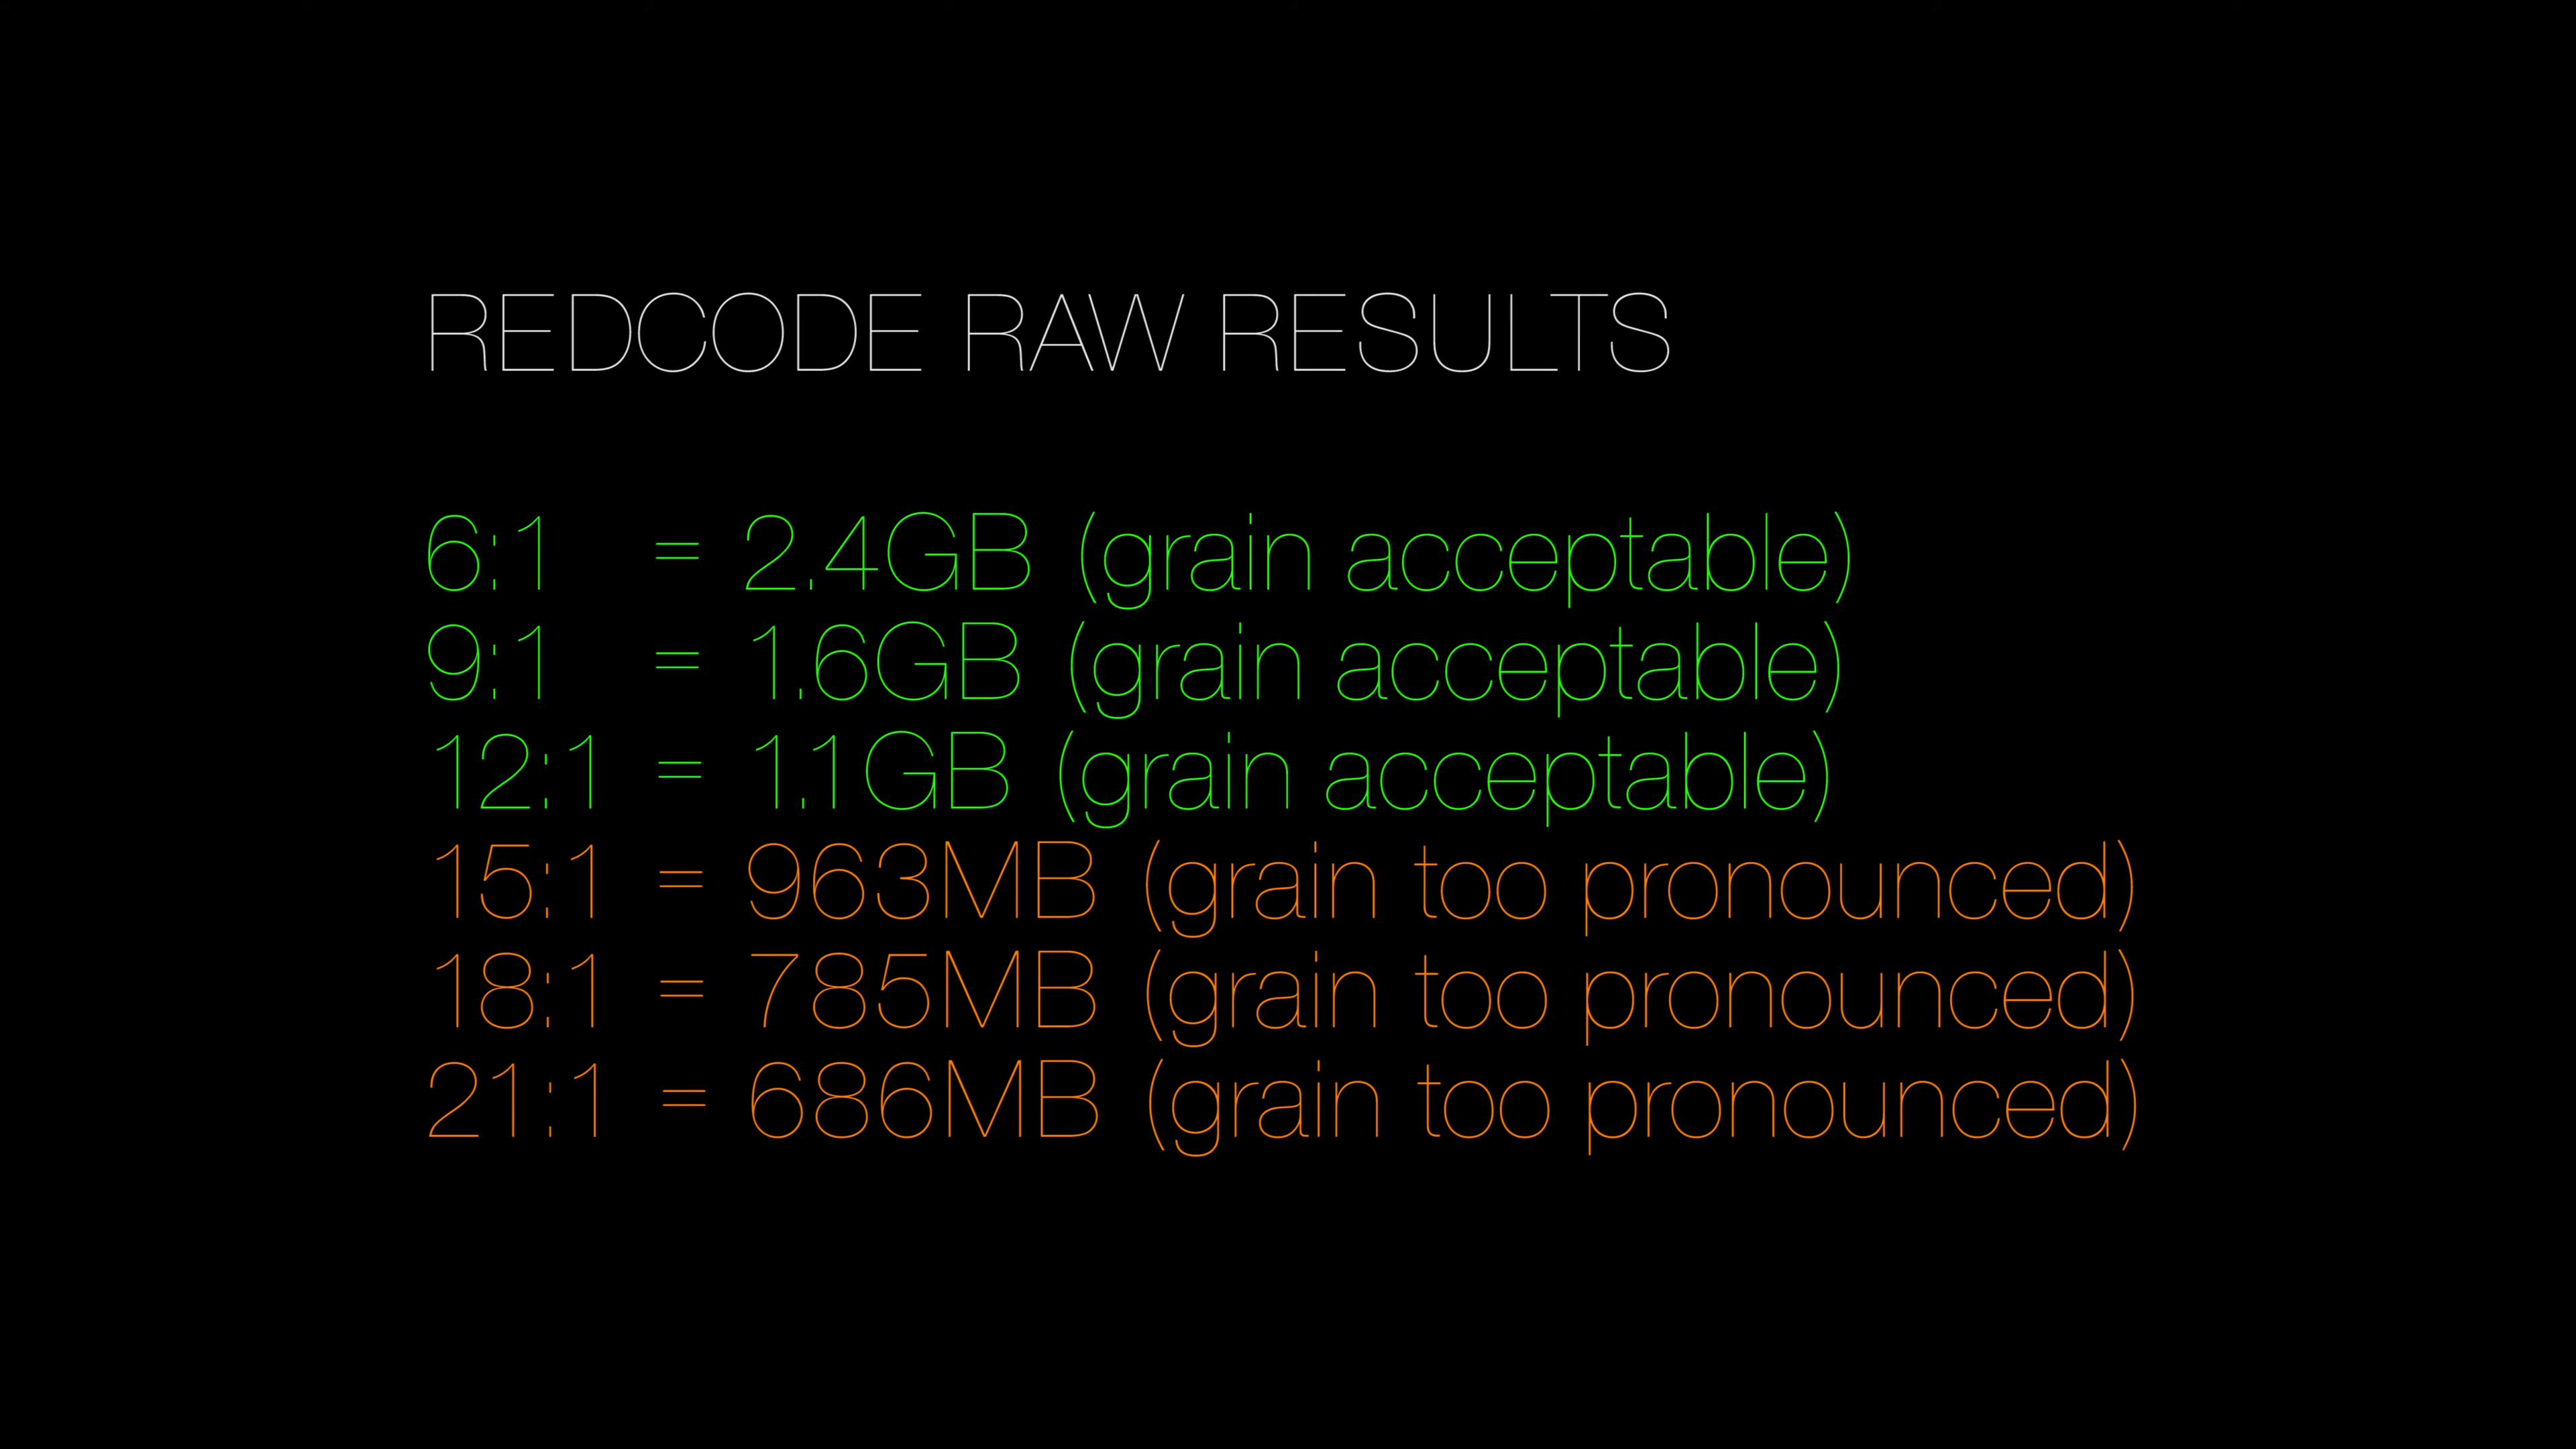 REDCODE RAW RESULTS
6:1 = 2.4GB (grain acceptable)
9:1 = 1.6GB (grain acceptable)
12:1 = 1.1GB (grain acceptable)
15:1 = 963MB (grain too pronounced)
18:1 = 785MB (grain too pronounced)
21:1 = 686MB (grain too pronounced)